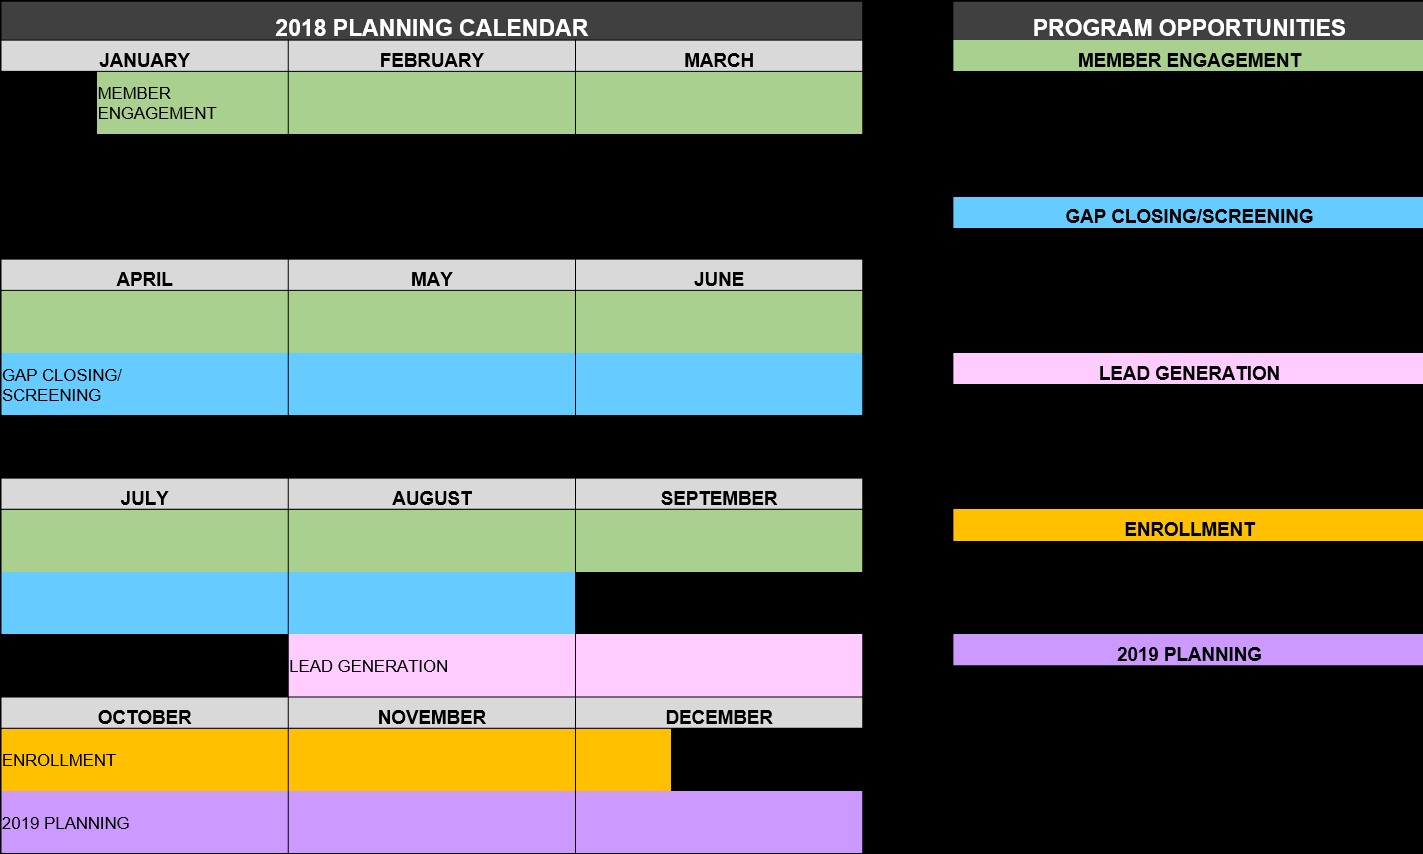 2018 PLANNING CALENDAR
JANUARY
FEBRUARY
MARCH
MEMBER
ENGAGEMENT
APRIL
MAY
JUNE
GAP CLOSING/
SCREENING
JULY
AUGUST
SEPTEMBER
LEAD GENERATION
OCTOBER
NOVEMBER
DECEMBER
ENROLLMENT
2019 PLANNING
PROGRAM OPPORTUNITIES
MEMBER ENGAGEMENT
GAP CLOSING/SCREENING
LEAD GENERATION
ENROLLMENT
2019 PLANNING